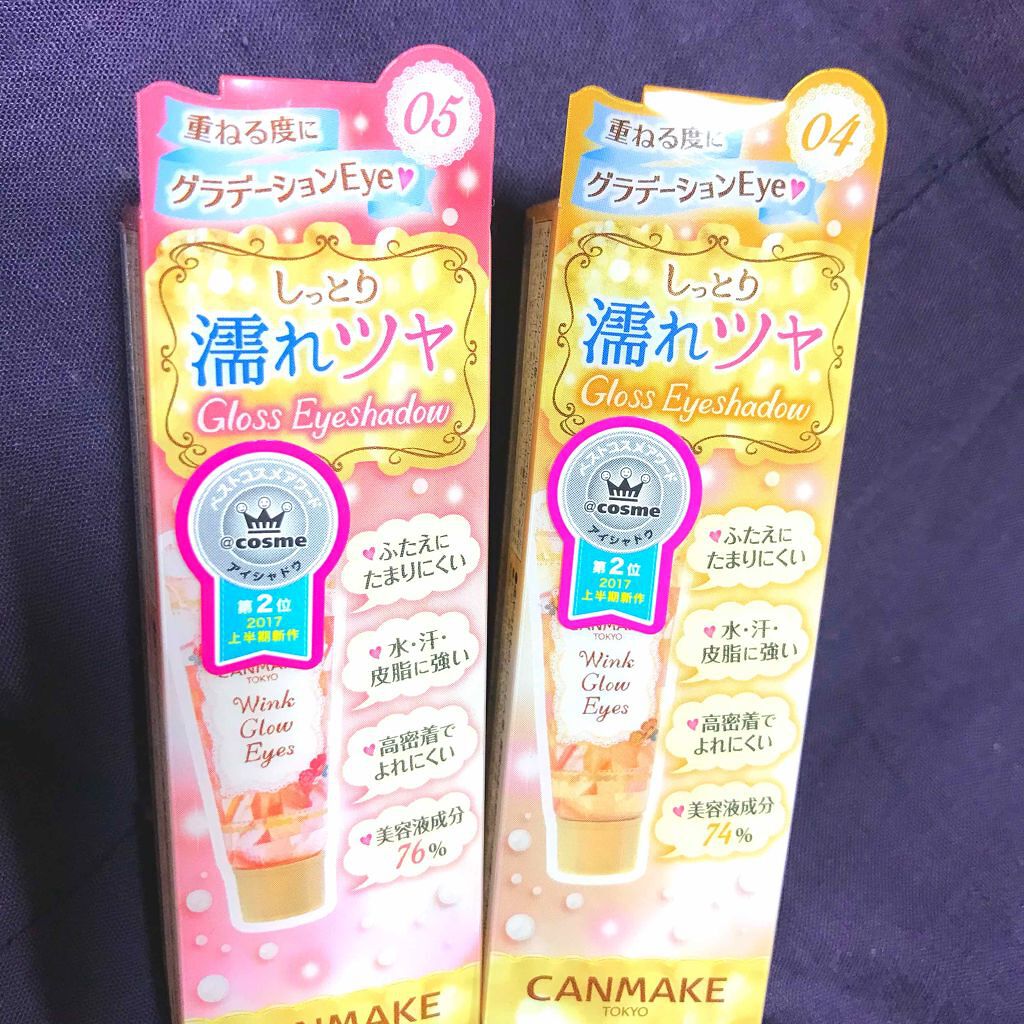 05
重ねる度に
グラデーションEye
しっとり
濡れツヤ
Gloss Eyeshadow
ベストコスメアワード
@cosme
アイシャドウ
第2位
2017
上半期新作
ふたえに
たまりにくい
水・汗・
皮脂に強い
高密着で
よれにくい
美容液成分
76%
CANMA
TOKYO
Wink
Glow
Eyes
NMAKE
04
重ねる度に
グラデーションEye
しっとり
濡れツヤ
Gloss Eyeshadow
ベストコスメアワード
@cosme
アイシャドウ
第2位
2017
上半期新作
ふたえに
たまりにくい
水・汗・
皮脂に強い
高密着で
よれにくい
美容液成分
74%
CANMAKE
TOKYO
Wink
Glow
Eyes
CANMAKE
TOKYO